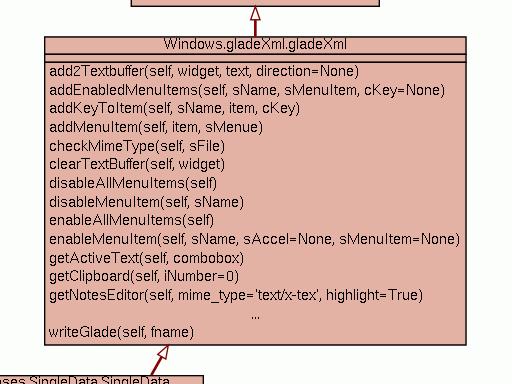 Windows.gladeXml.gladeXml
add2Textbuffer(self, widget, text, direction=None)
addEnabledMenuItems(self, sName, sMenuItem, cKey=None)
addKeyToItem(self, sName, item, cKey)
addMenuItem(self, item, sMenue)
checkMimeType(self, sFile)
clearTextBuffer(self, widget)
disableAllMenuItems(self)
disableMenuItem(self, sName)
enableAllMenuItems(self)
enableMenuItem(self, sName, sAccel=None, sMenuItem=None)
getActiveText(self, combobox)
getClipboard(self, iNumber=0)
getNotesEditor(self, mime_type='text/x-tex', highlight=True)
...
writeGlade(self, fname)
ses.SingleData.SingleData